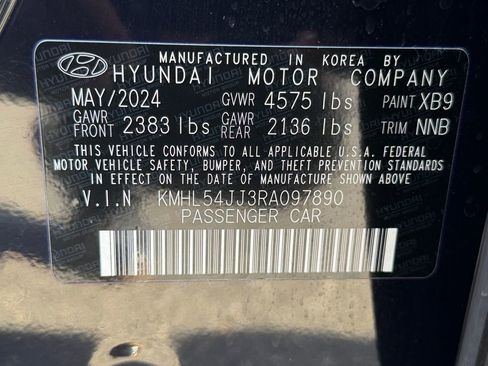 MANUFACTURED IN KOREA BY
HYUNDAI MOTOR COMPANY
MAY/2024 GVWR 4575 lbs PAINT XB9
GAWR FRONT 2383 lbs GAWR REAR 2136 lbs TRIM NNB
THIS VEHICLE CONFORMS TO ALL APPLICABLE U.S.A. FEDERAL
MOTOR VEHICLE SAFETY, BUMPER, AND THEFT PREVENTION STANDARDS
IN EFFECT ON THE DATE OF MANUFACTURE SHOWN ABOVE.
V.I.N KMHL54JJ3RA097890
PASSENGER CAR